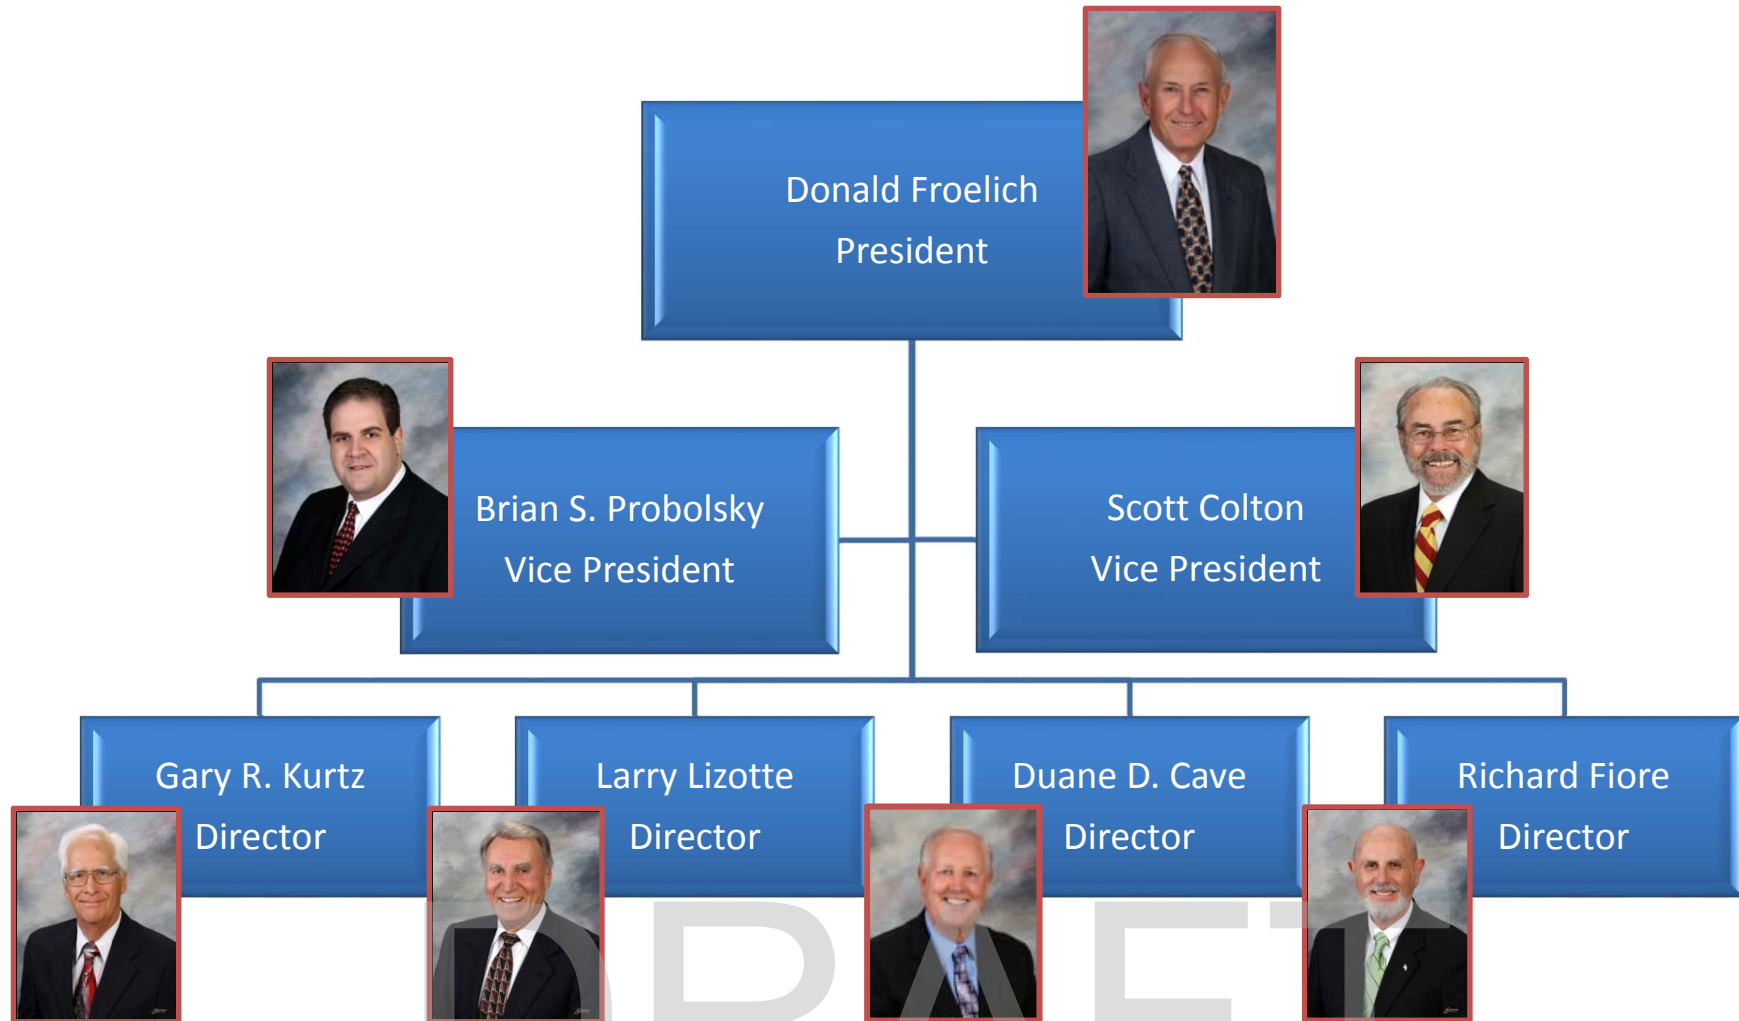 Donald Froelich
President
Brian S. Probolsky
Vice President
Scott Colton
Vice President
Gary R. Kurtz
Director
Larry Lizotte
Director
Duane D. Cave
Director
Richard Fiore
Director
DRAFT